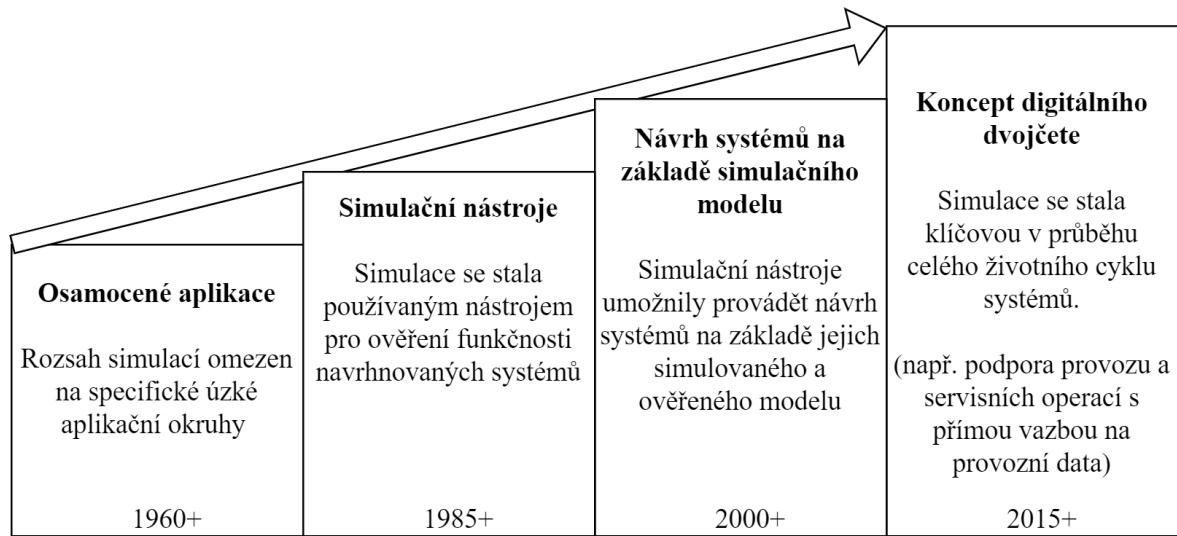 Osamocené aplikace
Rozsah simulací omezen
na specifické úzké
aplikační okruhy
1960+
Simulační nástroje
Simulace se stala
používaným nástrojem
pro ověření funkčnosti
navrhnovaných systémů
1985+
Návrh systémů na
základě simulačního
modelu
Simulační nástroje
umožnily provádět návrh
systémů na základě jejich
simulovaného a
ověřeného modelu
2000+
Koncept digitálního
dvojčete
Simulace se stala
klíčovou v průběhu
celého životního cyklu
systémů.
(např. podpora provozu a
servisních operací s
přímou vazbou na
provozní data)
2015+